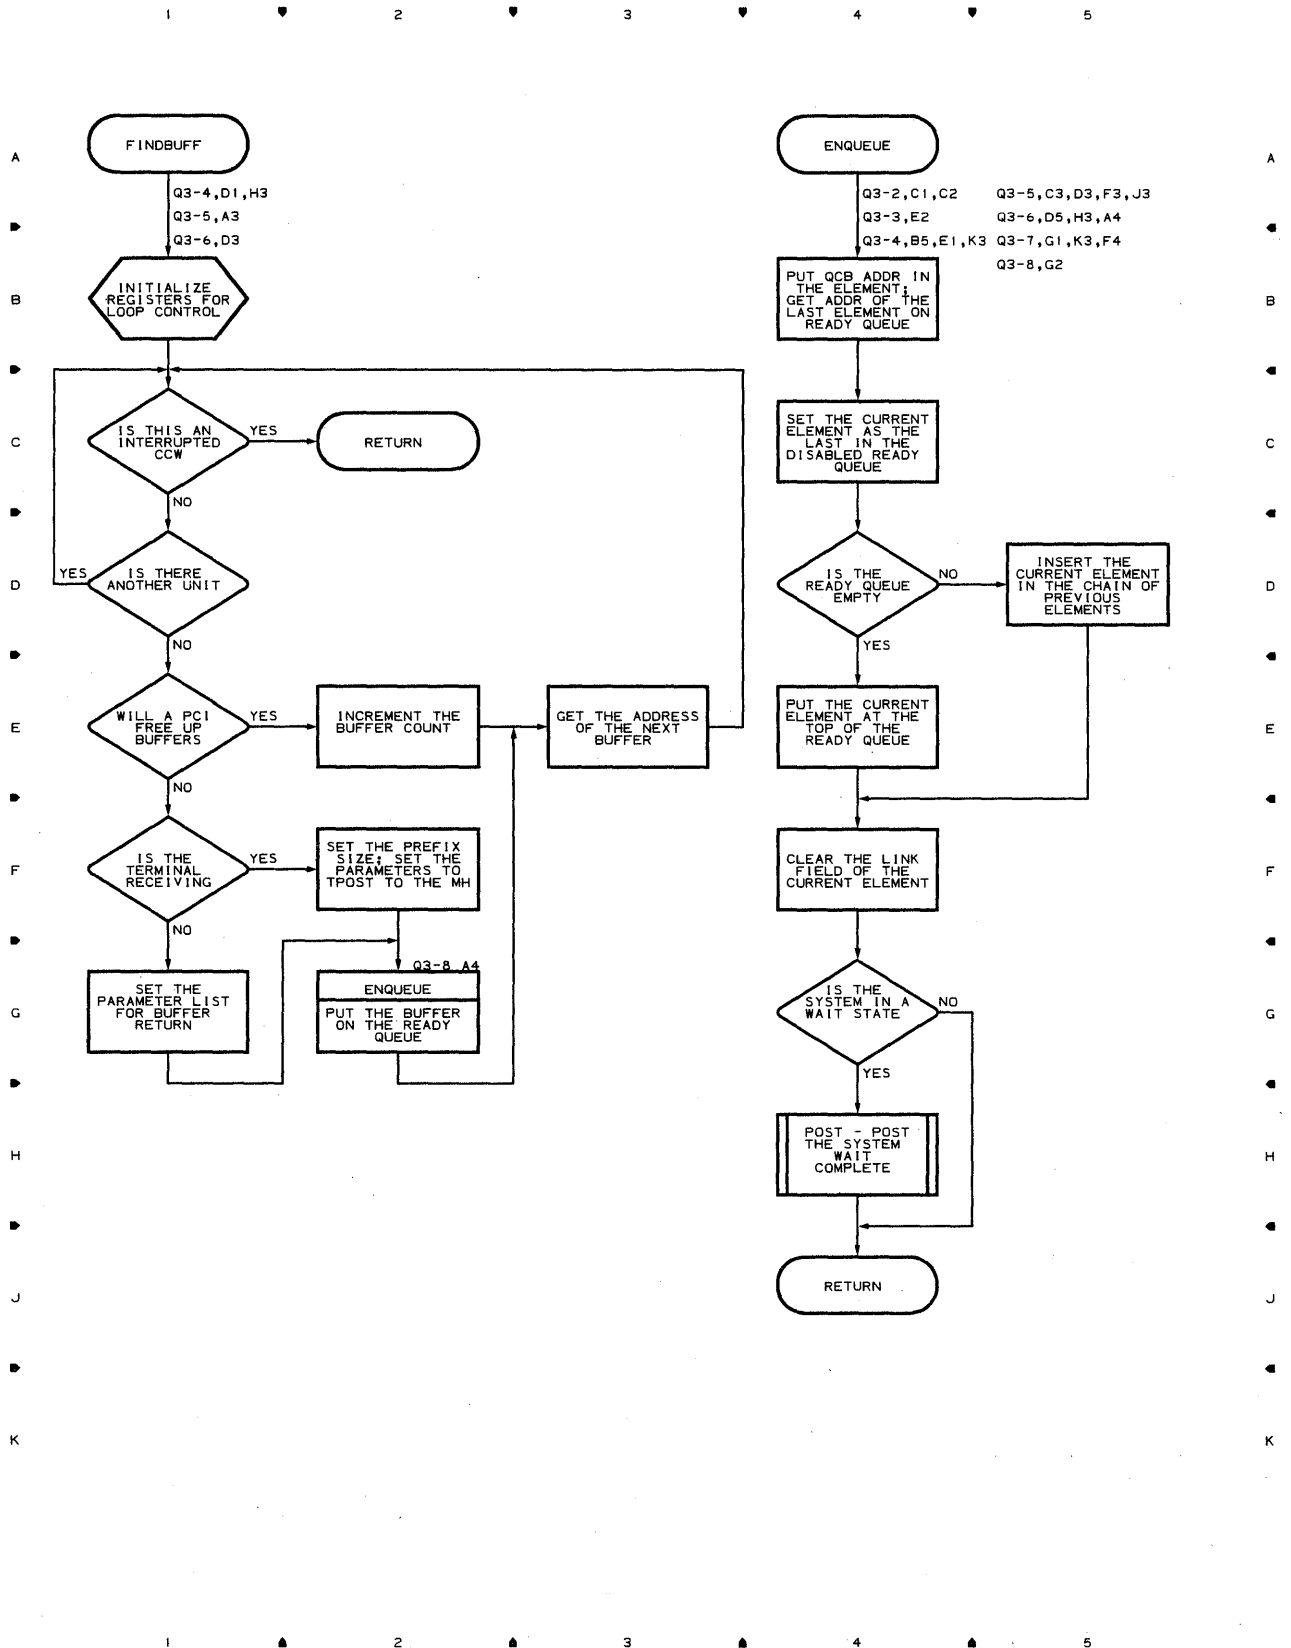 1 2 3 4 5
A
FINDBUFF
Q3-4,D1,H3
Q3-5,A3
Q3-6,D3
B
INITIALIZE
REGISTERS FOR
LOOP CONTROL
C
IS THIS AN
INTERRUPTED
CCW
YES
RETURN
NO
D
YES
IS THERE
ANOTHER UNIT
NO
E
WILL A PCI
FREE UP
BUFFERS
YES
INCREMENT THE
BUFFER COUNT
GET THE ADDRESS
OF THE NEXT
BUFFER
NO
F
IS THE
TERMINAL
RECEIVING
YES
SET THE PREFIX
SIZE; SET THE
PARAMETERS TO
TPOST TO THE MH
NO
G
SET THE
PARAMETER LIST
FOR BUFFER
RETURN
Q3-8 A4
ENQUEUE
PUT THE BUFFER
ON THE READY
QUEUE
H
J
K
ENQUEUE
A
Q3-2,C1,C2
Q3-3,E2
Q3-4,B5,E1,K3
Q3-5,C3,D3,F3,J3
Q3-6,D5,H3,A4
Q3-7,G1,K3,F4
Q3-8,G2
PUT QCB ADDR IN
THE ELEMENT;
GET ADDR OF THE
LAST ELEMENT ON
READY QUEUE
B
SET THE CURRENT
ELEMENT AS THE
LAST IN THE
DISABLED READY
QUEUE
C
IS THE
READY QUEUE
EMPTY
NO
INSERT THE
CURRENT ELEMENT
IN THE CHAIN OF
PREVIOUS
ELEMENTS
D
YES
PUT THE CURRENT
ELEMENT AT THE
TOP OF THE
READY QUEUE
E
CLEAR THE LINK
FIELD OF THE
CURRENT ELEMENT
F
IS THE
SYSTEM IN A
WAIT STATE
NO
G
YES
POST - POST
THE SYSTEM
WAIT
COMPLETE
H
RETURN
J
K
1 2 3 4 5